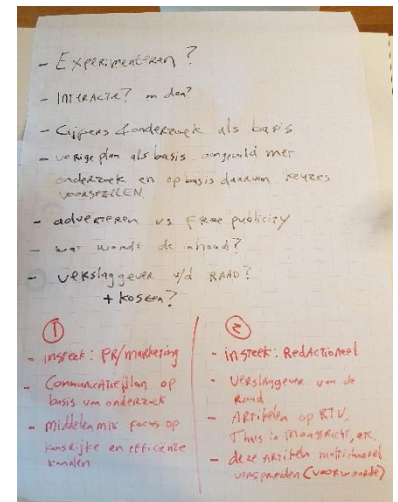 - Experimenteren?
- INTERACTIE? en dan?
- Cijfers & onderzoek als basis
- vorige plan als basis. aangevuld met
onderzoek en op basis daarvan keuzes
VOORSTELLEN
- adverteren vs FREE publicity
- wat wordt de inhoud?
- verslaggever v/d RAAD?
+ kosten?
①
- insteek: PR/marketing
- Communicatieplan op
basis van onderzoek
- middelenmix focus op
kansrijke en efficiënte
kanalen
②
- insteek: Redactioneel
- verslaggever van de
Raad
- ARtikelen op RTV.
Thuis in Maastricht, etc.
- deze artikelen multichannel
verspreiden (voorwaarde)